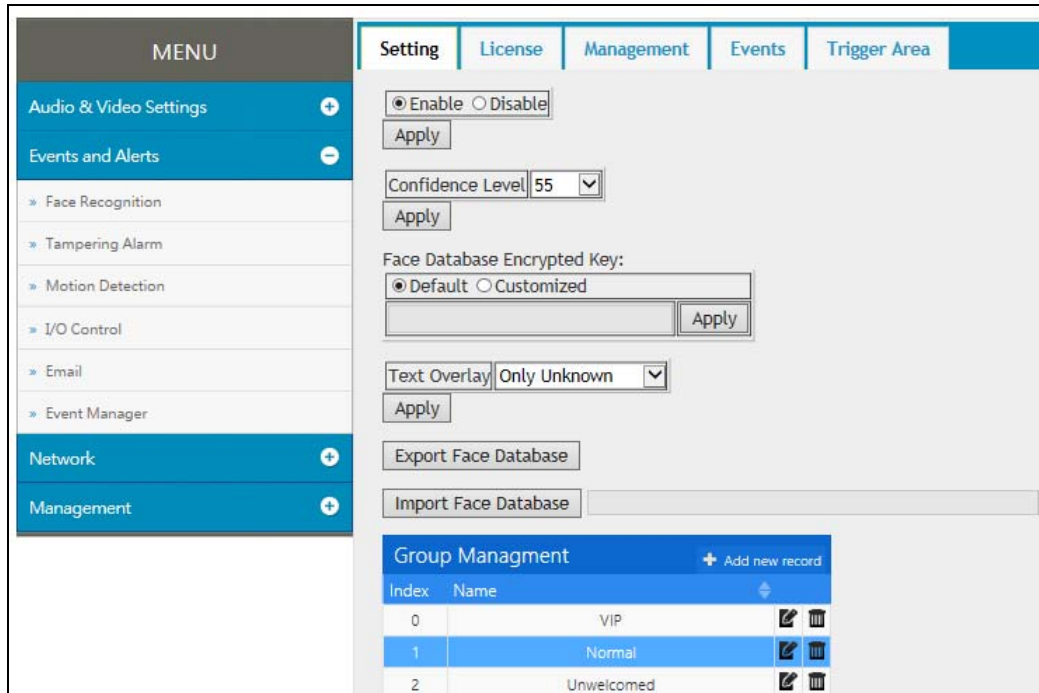 MENU
Audio & Video Settings
Events and Alerts
» Face Recognition
» Tampering Alarm
» Motion Detection
» I/O Control
» Email
» Event Manager
Network
Management
Setting License Management Events Trigger Area
Enable Disable
Apply
Confidence Level 55
Apply
Face Database Encrypted Key:
Default Customized
Apply
Text Overlay Only Unknown
Apply
Export Face Database
Import Face Database
Group Managment + Add new record
Index Name
0 VIP
1 Normal
2 Unwelcomed